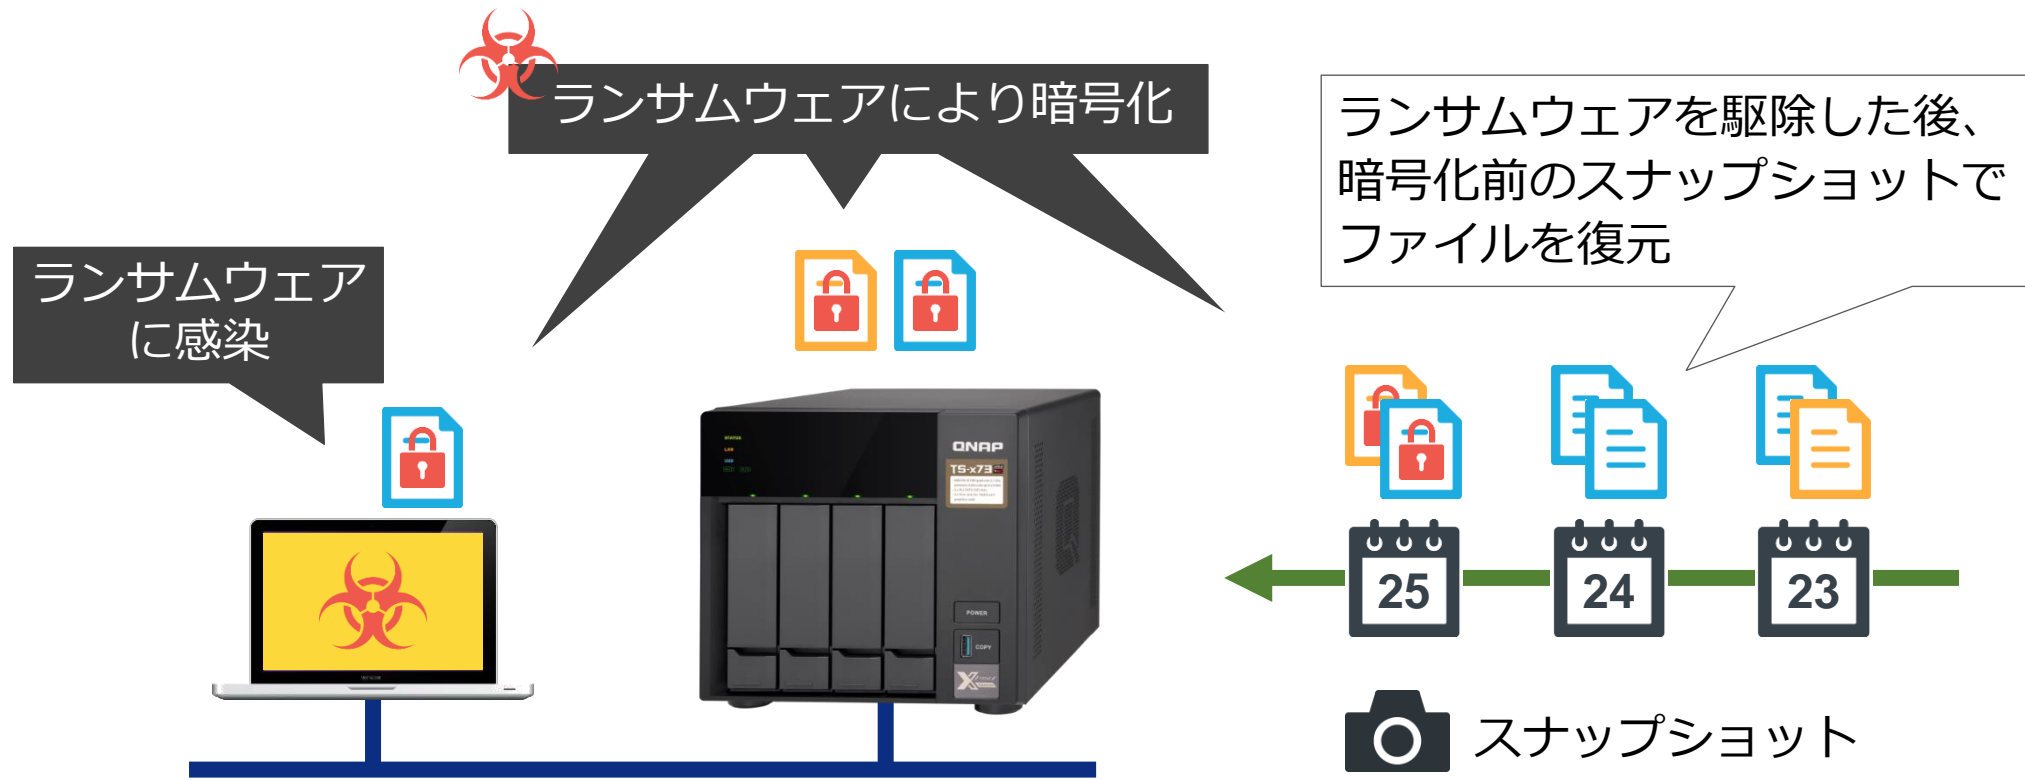 ランサムウェアにより暗号化
ランサムウェアを駆除した後、
暗号化前のスナップショットで
ファイルを復元
ランサムウェア
に感染
STATUS
LAN
QNAP
TS-x73
POWER
COPY
25
24
23
スナップショット